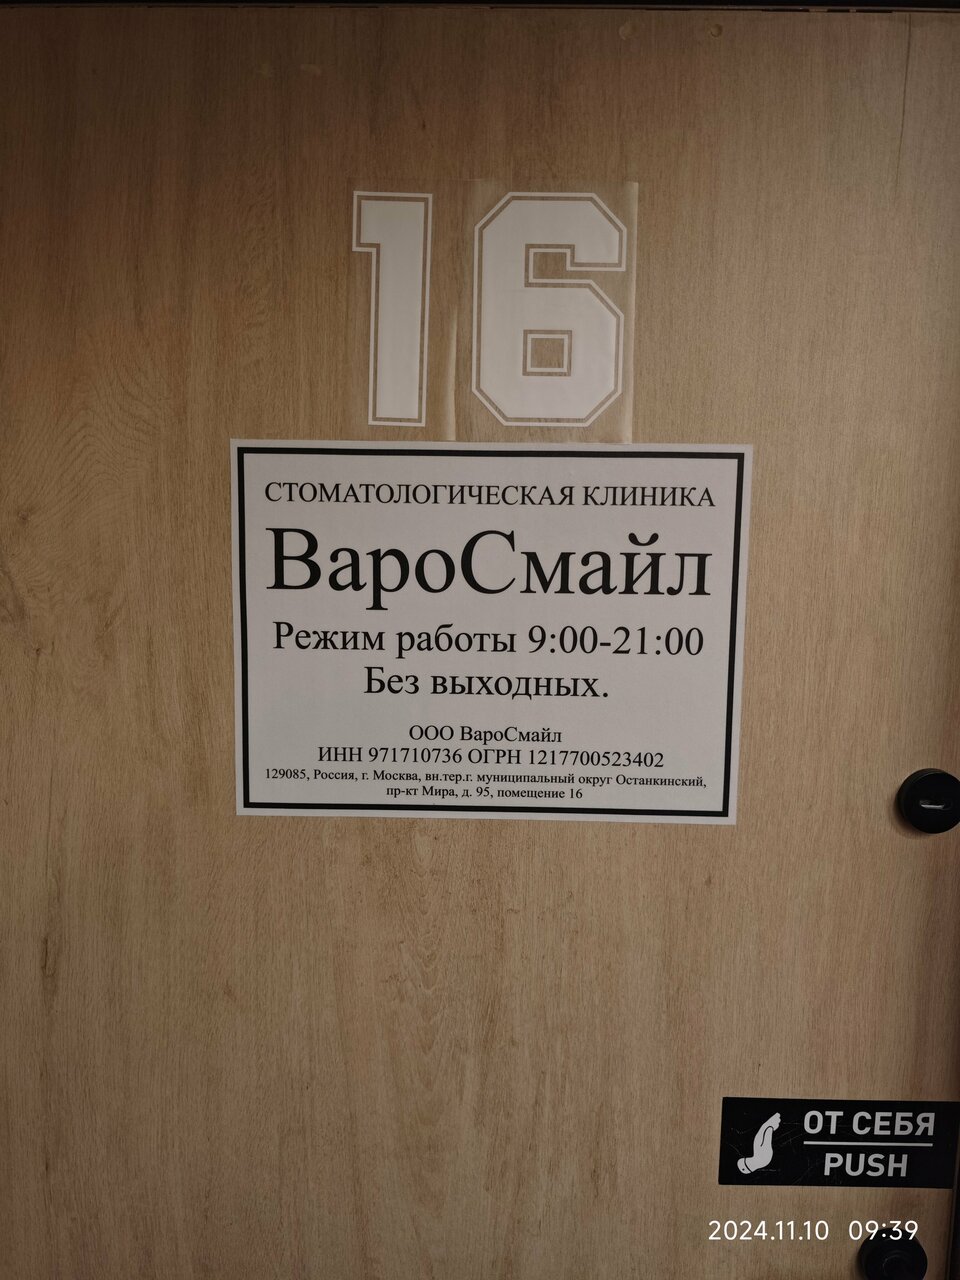 16
СТОМАТОЛОГИЧЕСКАЯ КЛИНИКА
ВароСмайл
Режим работы 9:00-21:00
Без выходных.
ООО ВароСмайл
ИНН 971710736 ОГРН 1217700523402
129085, Россия, г. Москва, вн.тер.г. муниципальный округ Останкинский,
пр-кт Мира, д. 95, помещение 16
ОТ СЕБЯ
PUSH
2024.11.10 09:39